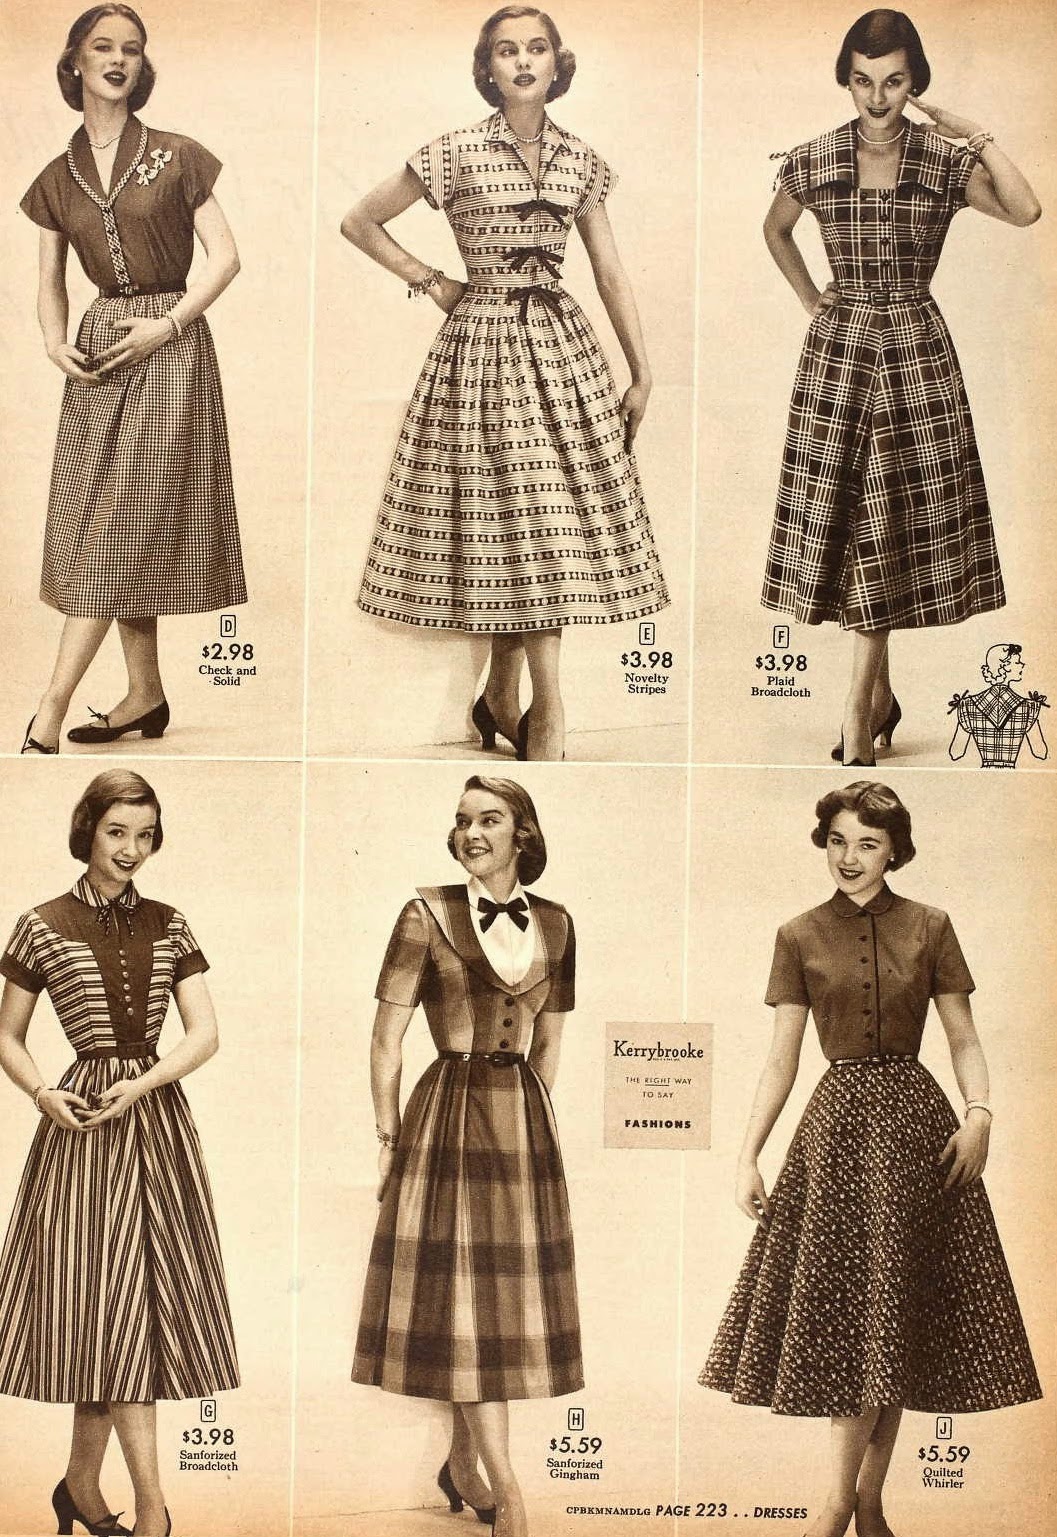 D
$2.98
Check and
Solid
E
$3.98
Novelty
Stripes
F
$3.98
Plaid
Broadcloth
G
$3.98
Sanforized
Broadcloth
H
$5.59
Sanforized
Gingham
Kerrybrooke
THE RIGHT WAY
TO SAY
FASHIONS
J
$5.59
Quilted
Whirler
CPBKMNAMDLG PAGE 223 . . DRESSES